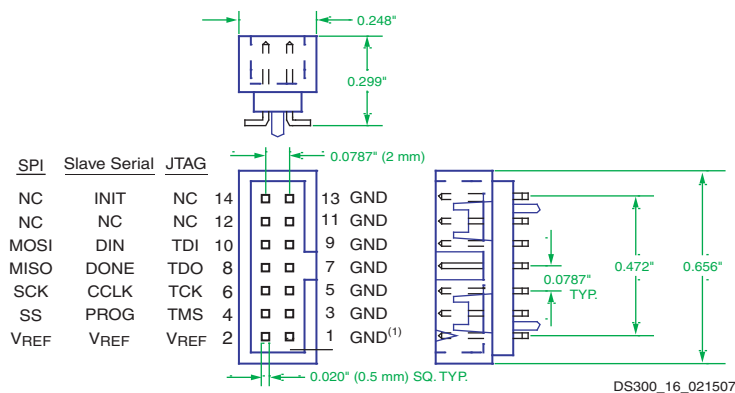 0.248"
0.299"
0.0787" (2 mm)
SPI Slave Serial JTAG
NC INIT NC 14 13 GND
NC NC NC 12 11 GND
MOSI DIN TDI 10 9 GND
MISO DONE TDO 8 7 GND
SCK CCLK TCK 6 5 GND
SS PROG TMS 4 3 GND
VREF VREF VREF 2 1 GND(1)
0.0787"
TYP.
0.472"
0.656"
0.020" (0.5 mm) SQ. TYP.
DS300_16_021507